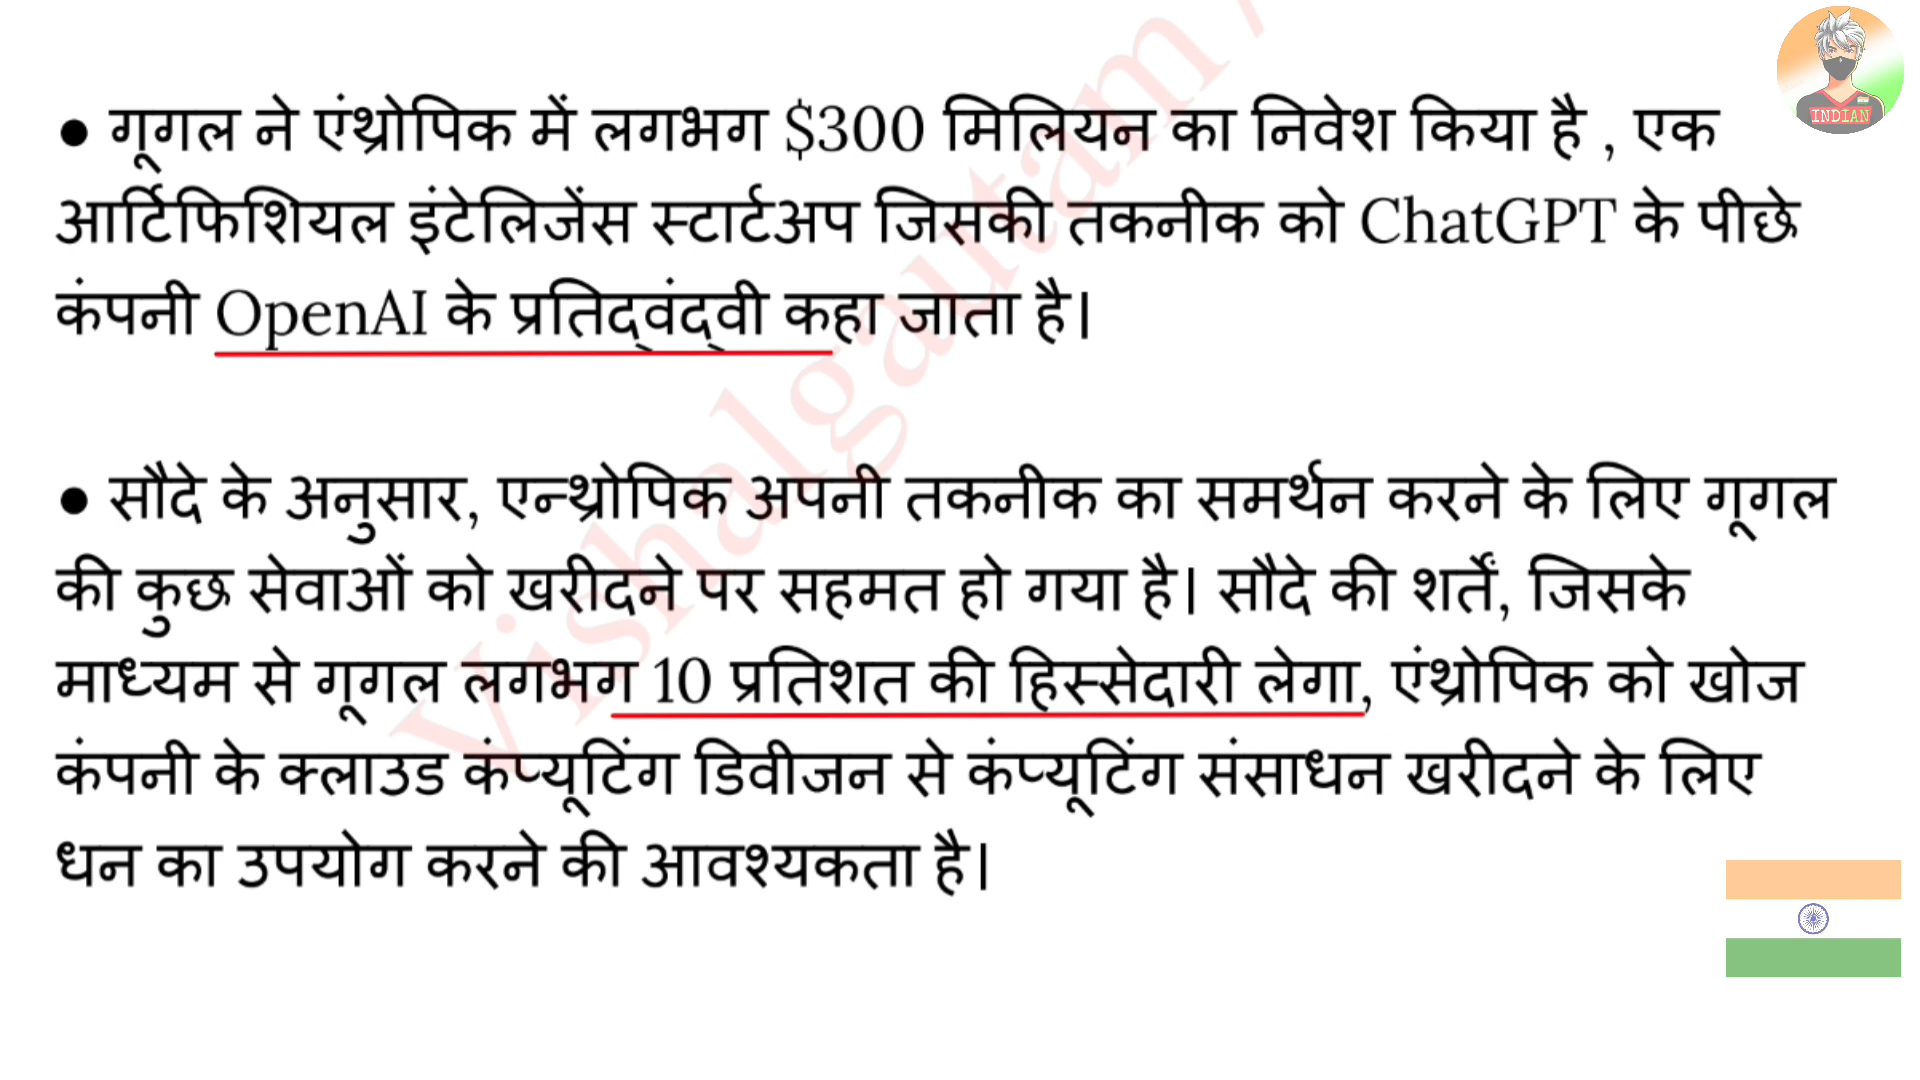 INDIAN
● गूगल ने एंथ्रोपिक में लगभग $300 मिलियन का निवेश किया है , एक
आर्टिफिशियल इंटेलिजेंस स्टार्टअप जिसकी तकनीक को ChatGPT के पीछे
कंपनी OpenAI के प्रतिद्वंद्वी कहा जाता है।
● सौदे के अनुसार, एन्थ्रोपिक अपनी तकनीक का समर्थन करने के लिए गूगल
की कुछ सेवाओं को खरीदने पर सहमत हो गया है। सौदे की शर्तें, जिसके
माध्यम से गूगल लगभग 10 प्रतिशत की हिस्सेदारी लेगा, एंथ्रोपिक को खोज
कंपनी के क्लाउड कंप्यूटिंग डिवीजन से कंप्यूटिंग संसाधन खरीदने के लिए
धन का उपयोग करने की आवश्यकता है।
Vishalgautam